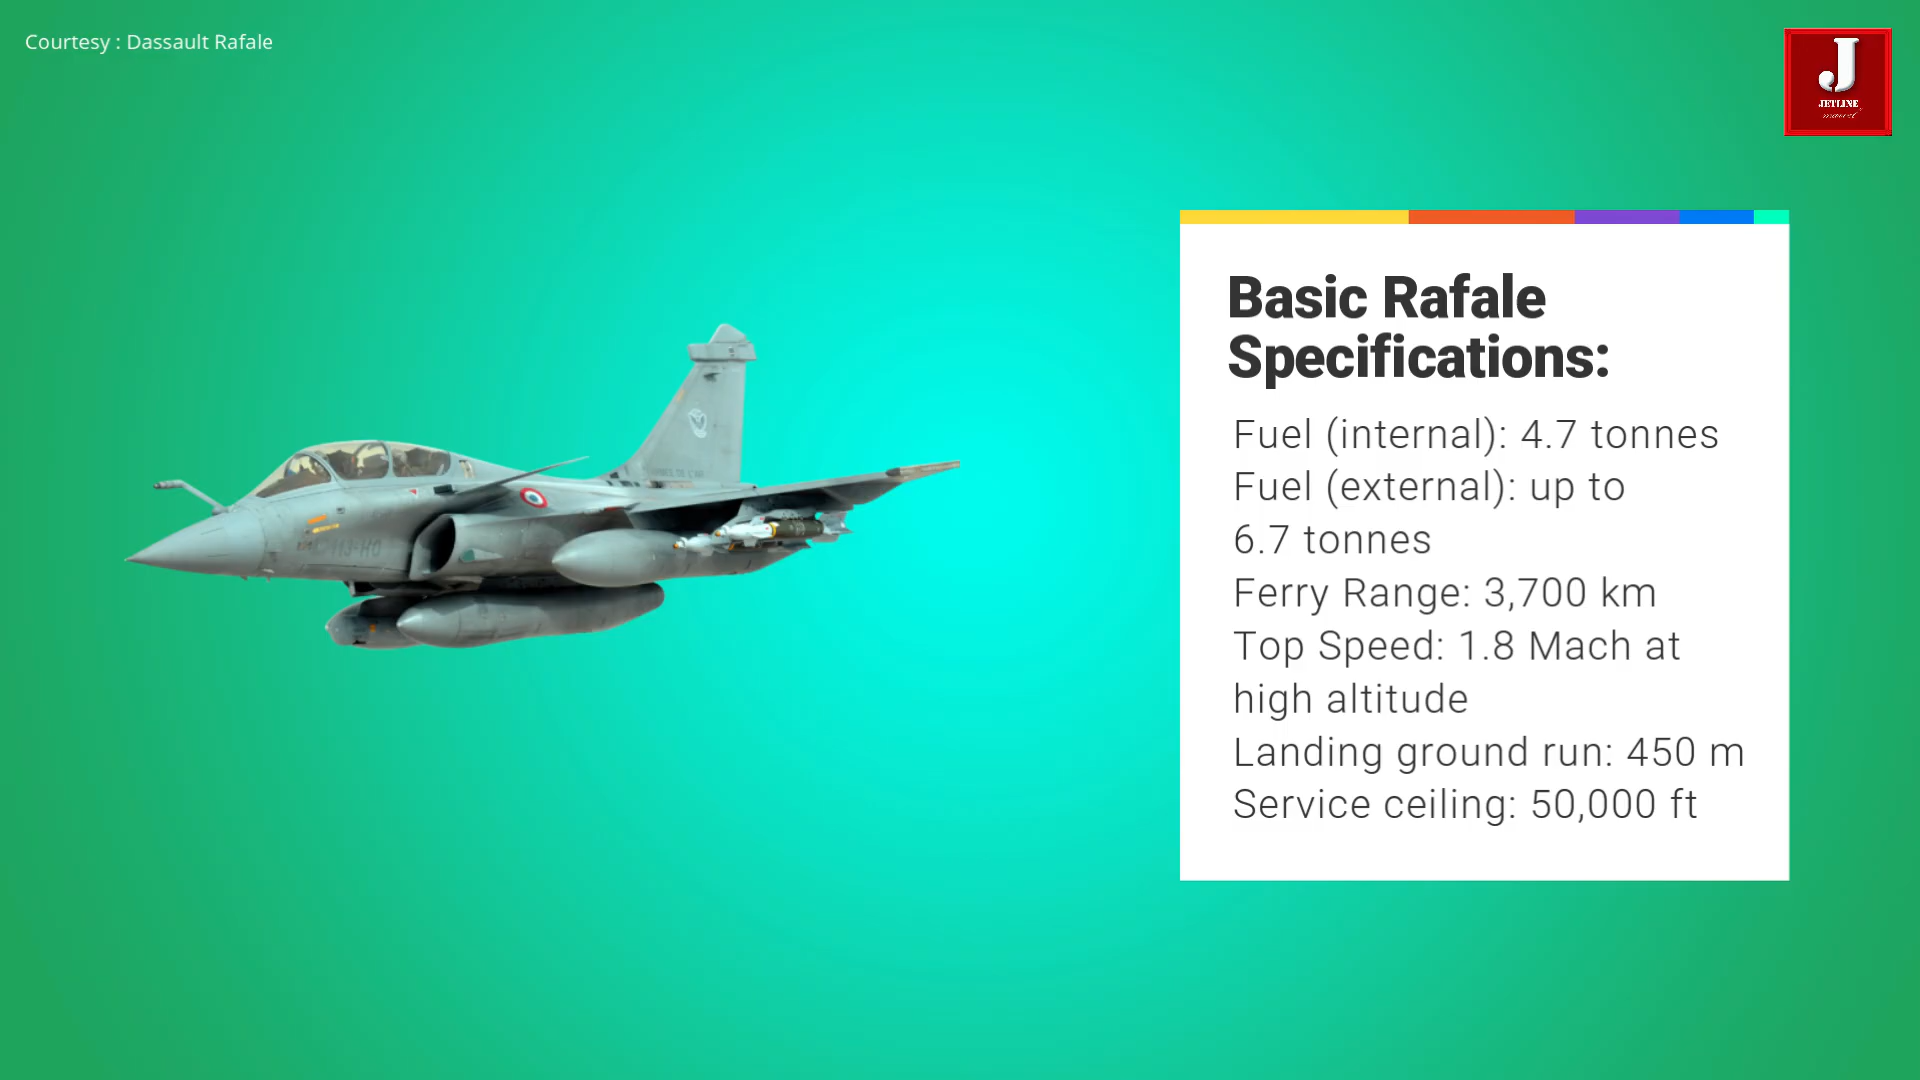 Courtesy : Dassault Rafale
J
JETLINE
Basic Rafale
Specifications:
Fuel (internal): 4.7 tonnes
Fuel (external): up to
6.7 tonnes
Ferry Range: 3,700 km
Top Speed: 1.8 Mach at
high altitude
Landing ground run: 450 m
Service ceiling: 50,000 ft
113-HO